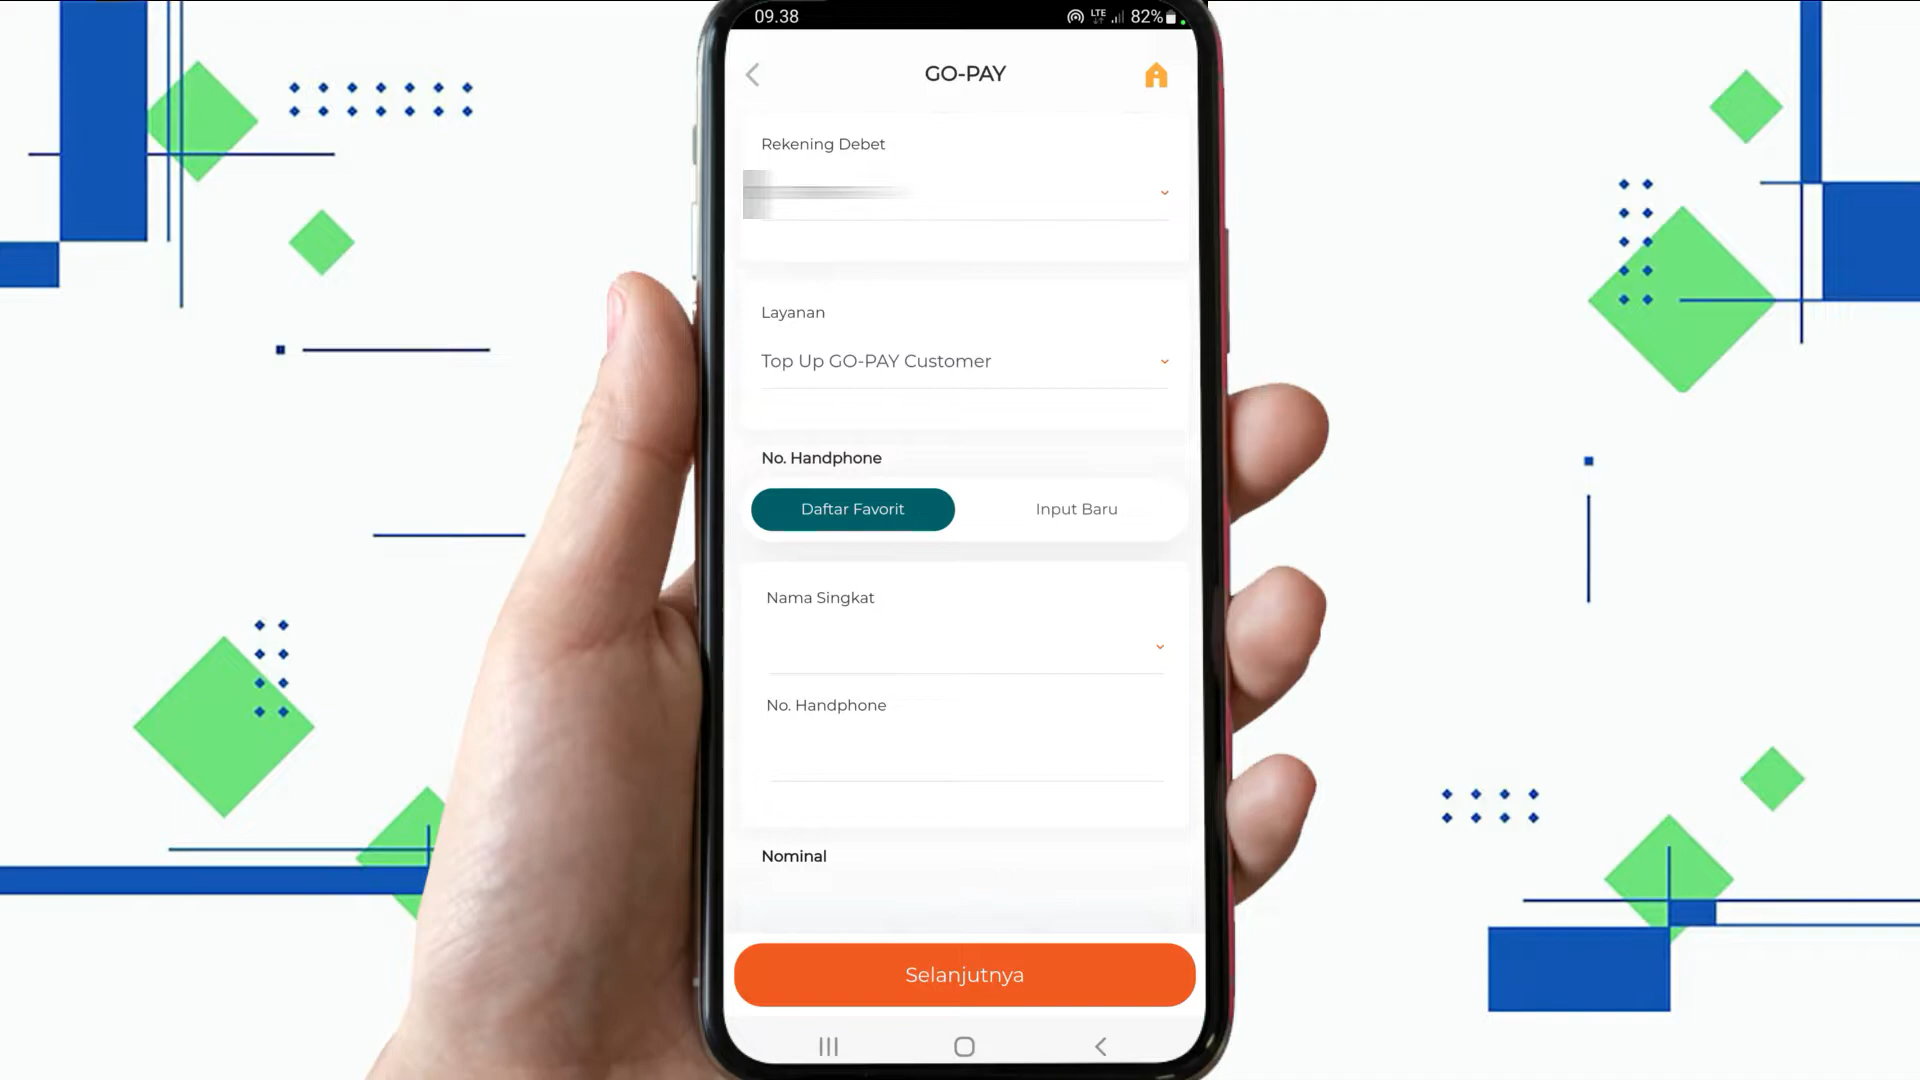 09.38
LTE 82%
GO-PAY
Rekening Debet
Layanan
Top Up GO-PAY Customer
No. Handphone
Daftar Favorit
Input Baru
Nama Singkat
No. Handphone
Nominal
Selanjutnya